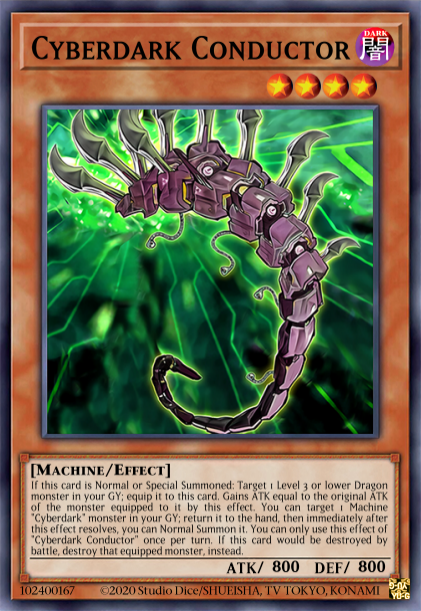 CYBERDARK CONDUCTOR
DARK
闇
[MACHINE/EFFECT]
If this card is Normal or Special Summoned: Target 1 Level 3 or lower Dragon
monster in your GY; equip it to this card. Gains ATK equal to the original ATK
of the monster equipped to it by this effect. You can target 1 Machine
"Cyberdark" monster in your GY; return it to the hand, then immediately after
this effect resolves, you can Normal Summon it. You can only use this effect of
"Cyberdark Conductor" once per turn. If this card would be destroyed by
battle, destroy that equipped monster, instead.
ATK/ 800 DEF/ 800
102400167 ©2020 Studio Dice/SHUEISHA, TV TOKYO, KONAMI